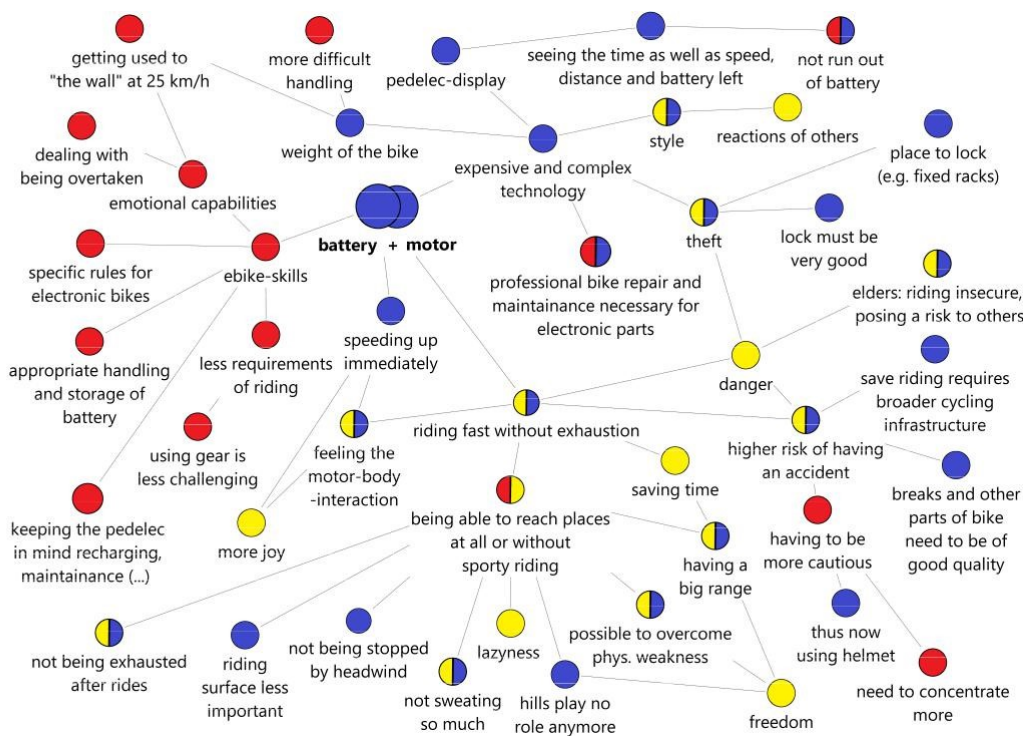 getting used to
"the wall" at 25 km/h
more difficult
handling
pedelec-display
seeing the time as well as speed,
distance and battery left
not run out
of battery
dealing with
being overtaken
weight of the bike
style
reactions of others
place to lock
(e.g. fixed racks)
emotional capabilities
expensive and complex
technology
battery + motor
theft
lock must be
very good
specific rules for
electronic bikes
ebike-skills
professional bike repair and
maintainance necessary for
electronic parts
elders: riding insecure,
posing a risk to others
appropriate handling
and storage of
battery
less requirements
of riding
speeding up
immediately
danger
save riding requires
broader cycling
infrastructure
using gear is
less challenging
feeling the
motor-body
-interaction
riding fast without exhaustion
higher risk of having
an accident
saving time
breaks and other
parts of bike
need to be of
good quality
keeping the pedelec
in mind recharging,
maintainance (...)
more joy
being able to reach places
at all or without
sporty riding
having a
big range
having to be
more cautious
not being exhausted
after rides
riding
surface less
important
not being stopped
by headwind
lazyness
possible to overcome
phys. weakness
thus now
using helmet
not sweating
so much
hills play no
role anymore
freedom
need to concentrate
more